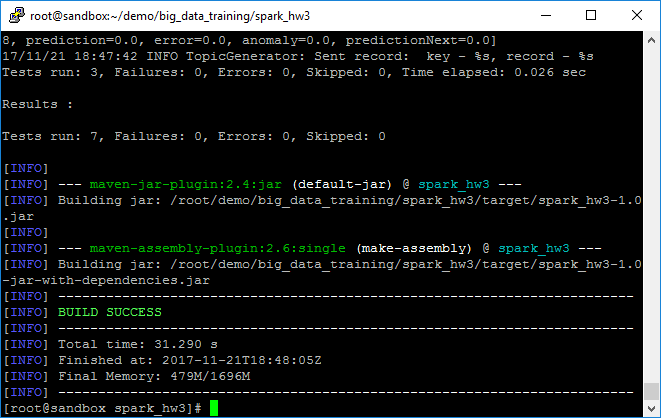 root@sandbox:~/demo/big_data_training/spark_hw3
8, prediction=0.0, error=0.0, anomaly=0.0, predictionNext=0.0]
17/11/21 18:47:42 INFO TopicGenerator: Sent record:  key - %s, record - %s
Tests run: 3, Failures: 0, Errors: 0, Skipped: 0, Time elapsed: 0.026 sec
Results :
Tests run: 7, Failures: 0, Errors: 0, Skipped: 0
[INFO]
[INFO] --- maven-jar-plugin:2.4:jar (default-jar) @ spark_hw3 ---
[INFO] Building jar: /root/demo/big_data_training/spark_hw3/target/spark_hw3-1.0
.jar
[INFO]
[INFO] --- maven-assembly-plugin:2.6:single (make-assembly) @ spark_hw3 ---
[INFO] Building jar: /root/demo/big_data_training/spark_hw3/target/spark_hw3-1.0
-jar-with-dependencies.jar
[INFO] ------------------------------------------------------------------------
[INFO] BUILD SUCCESS
[INFO] ------------------------------------------------------------------------
[INFO] Total time: 31.290 s
[INFO] Finished at: 2017-11-21T18:48:05Z
[INFO] Final Memory: 479M/1696M
[INFO] ------------------------------------------------------------------------
[root@sandbox spark_hw3]#